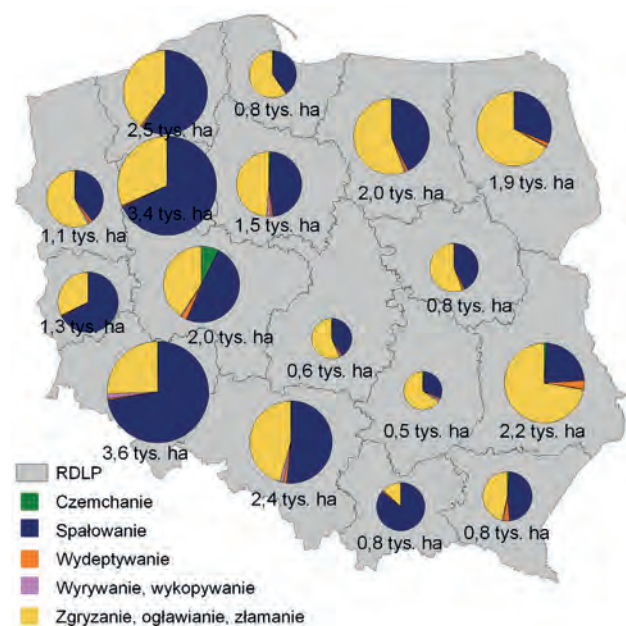 2,5 tys. ha
0,8 tys. ha
2,0 tys. ha
1,9 tys. ha
3,4 tys. ha
1,5 tys. ha
1,1 tys. ha
0,8 tys. ha
1,3 tys. ha
2,0 tys. ha
0,6 tys. ha
0,5 tys. ha
2,2 tys. ha
3,6 tys. ha
2,4 tys. ha
0,8 tys. ha
0,8 tys. ha
RDLP
Czemchanie
Spałowanie
Wydeptywanie
Wyrywanie, wykopywanie
Zgryzanie, ogławianie, złamanie